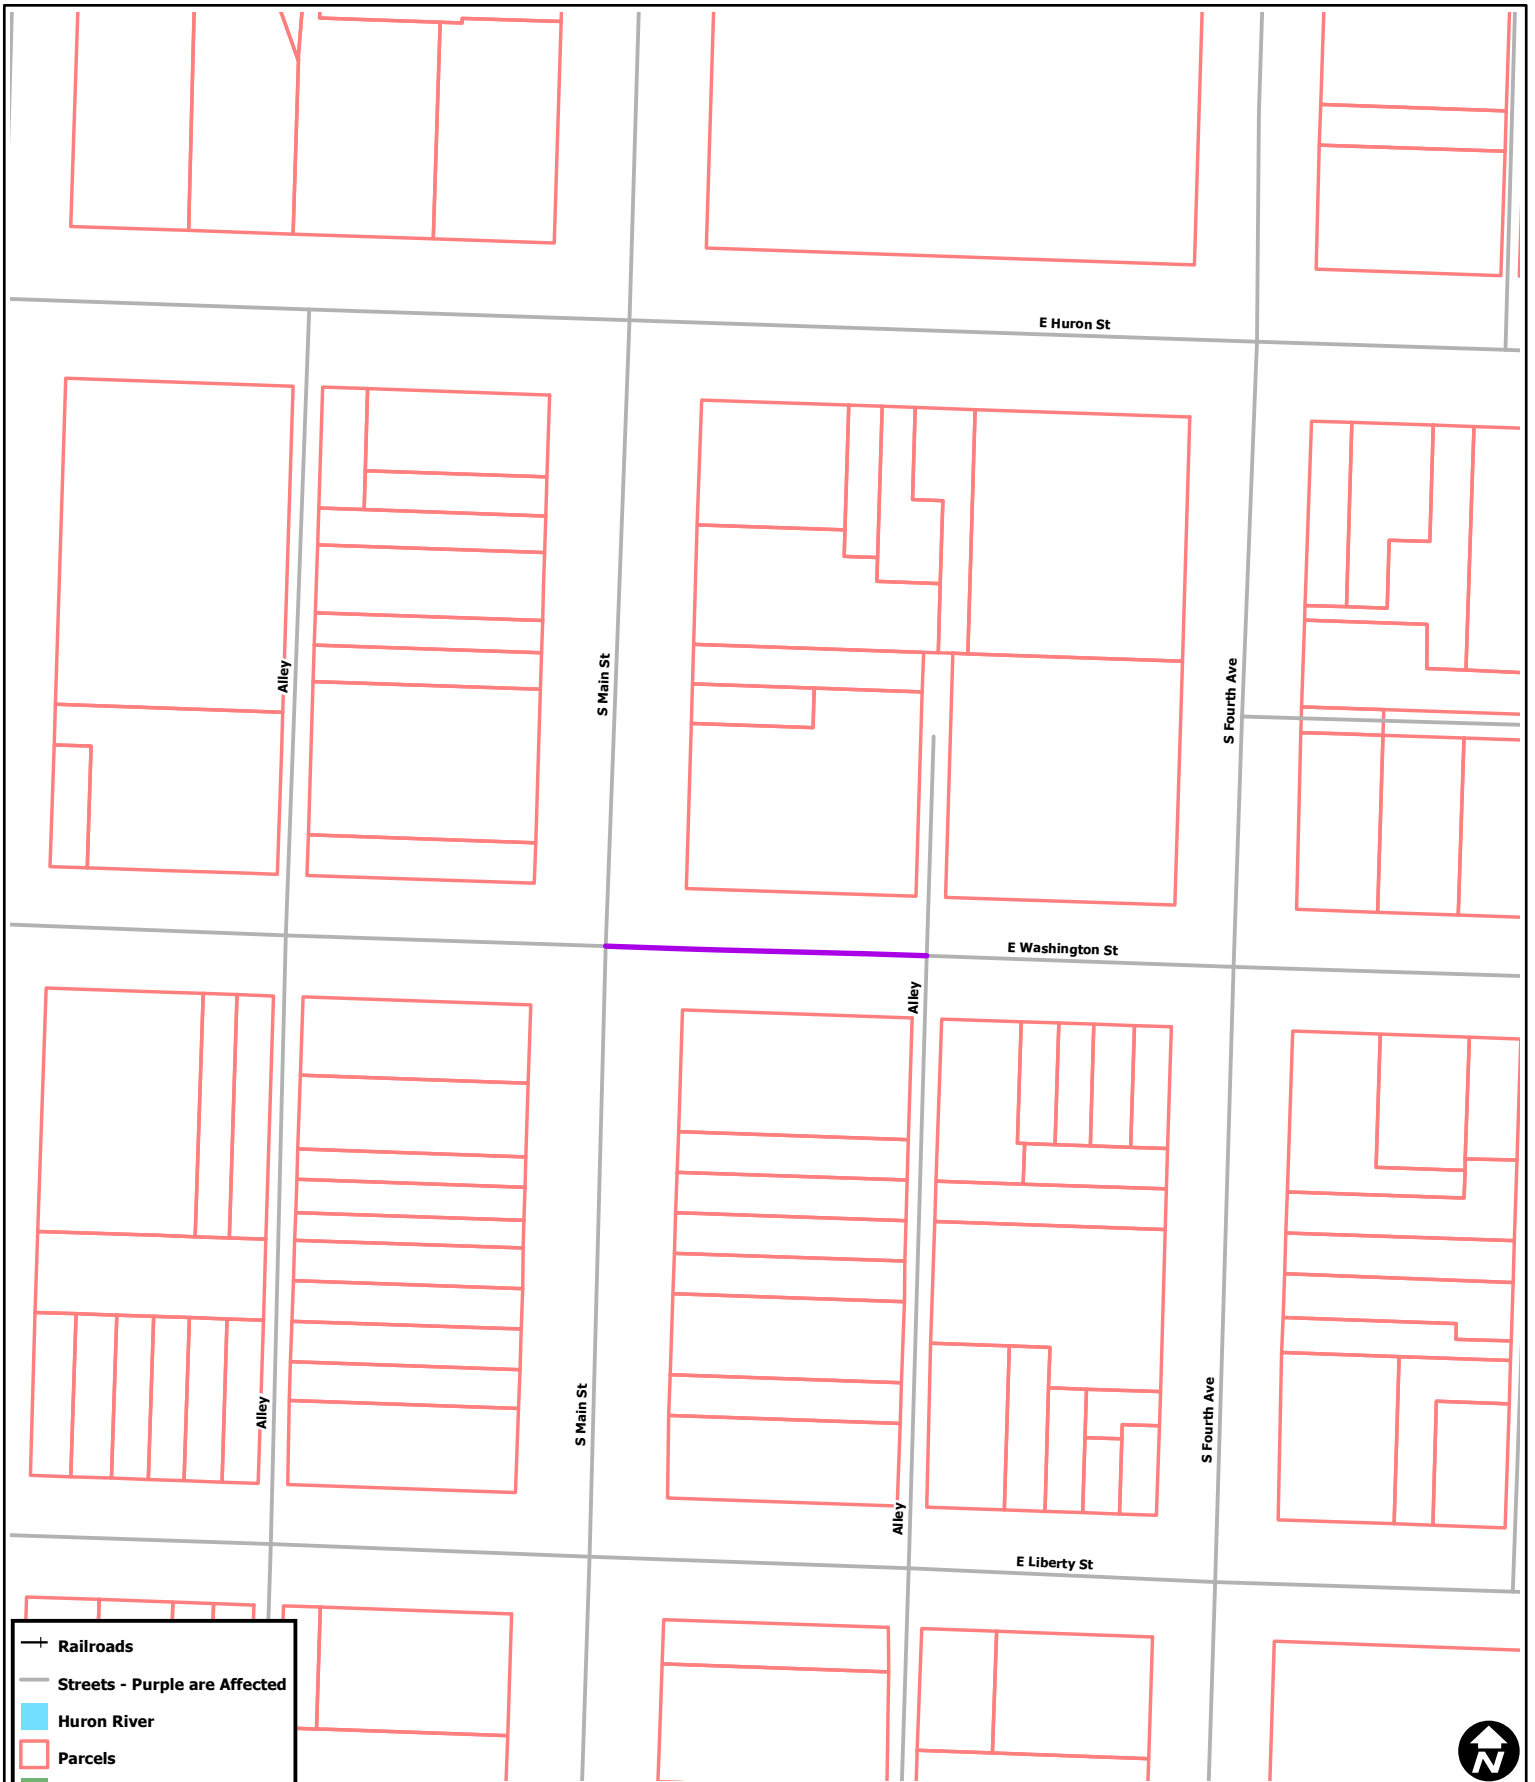 E Huron St
Alley
S Main St
S Fourth Ave
E Washington St
Alley
S Main St
S Fourth Ave
Alley
Alley
E Liberty St
Railroads
Streets - Purple are Affected
Huron River
Parcels
N